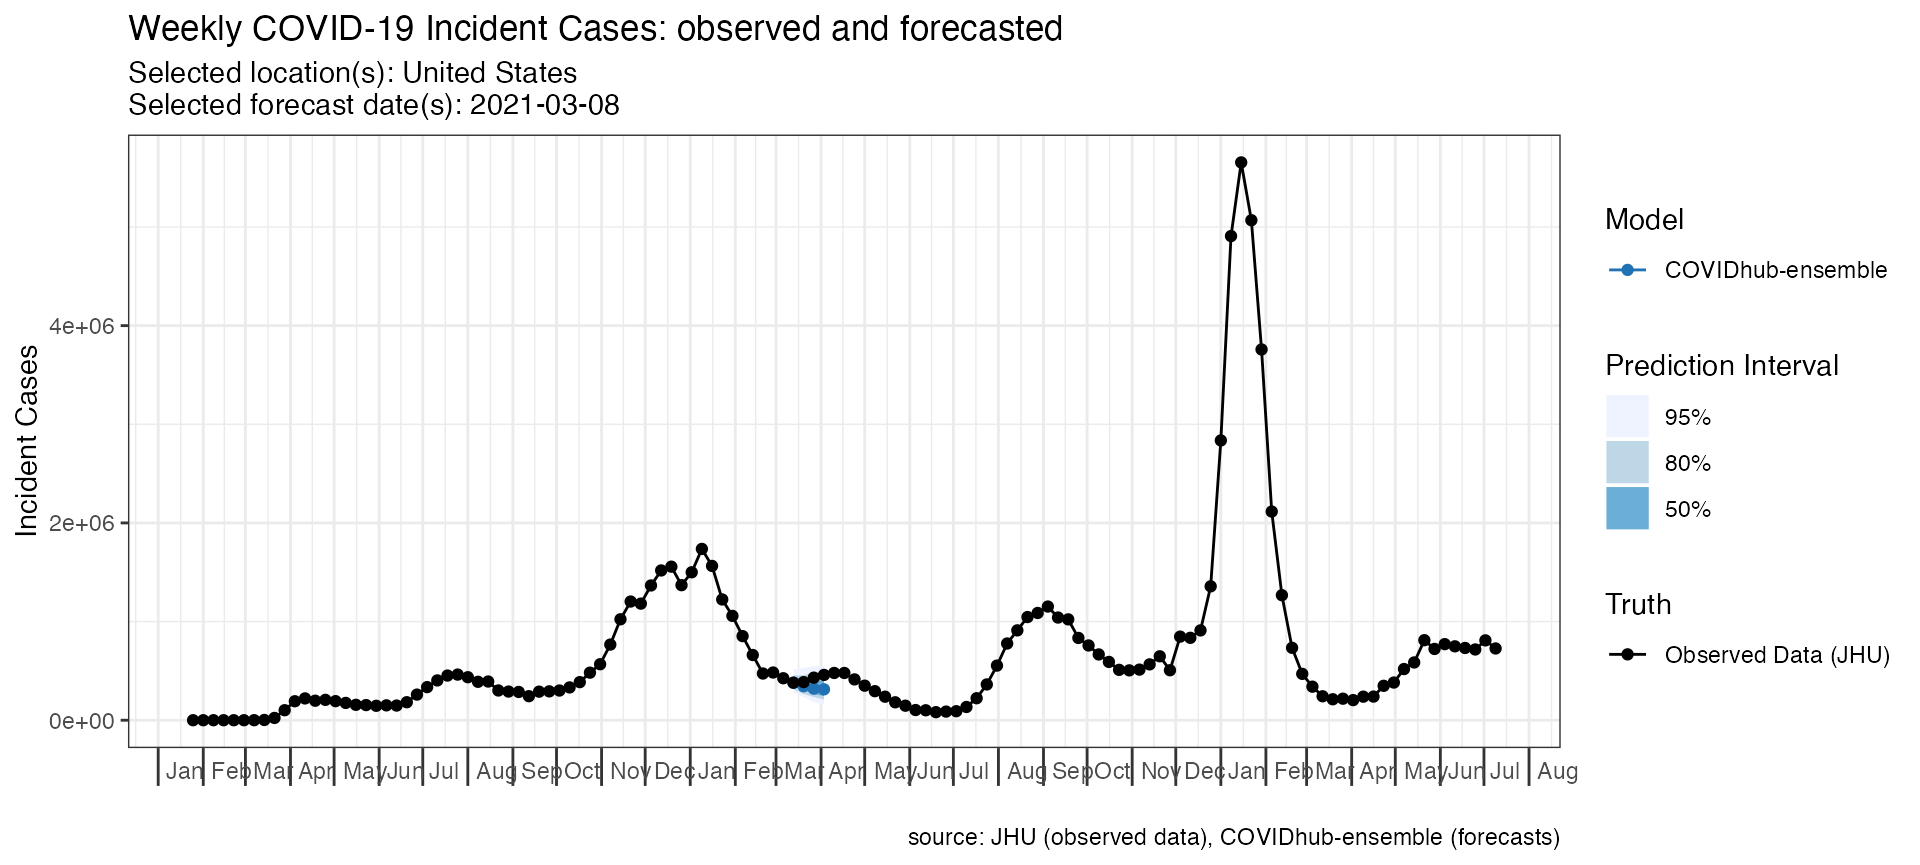 Weekly COVID-19 Incident Cases: observed and forecasted
Selected location(s): United States
Selected forecast date(s): 2021-03-08
Incident Cases
4e+06
2e+06
0e+00
Jan Feb Mar Apr May Jun Jul Aug Sep Oct Nov Dec Jan Feb Mar Apr May Jun Jul Aug Sep Oct Nov Dec Jan Feb Mar Apr May Jun Jul Aug
Model
COVIDhub-ensemble
Prediction Interval
95%
80%
50%
Truth
Observed Data (JHU)
source: JHU (observed data), COVIDhub-ensemble (forecasts)